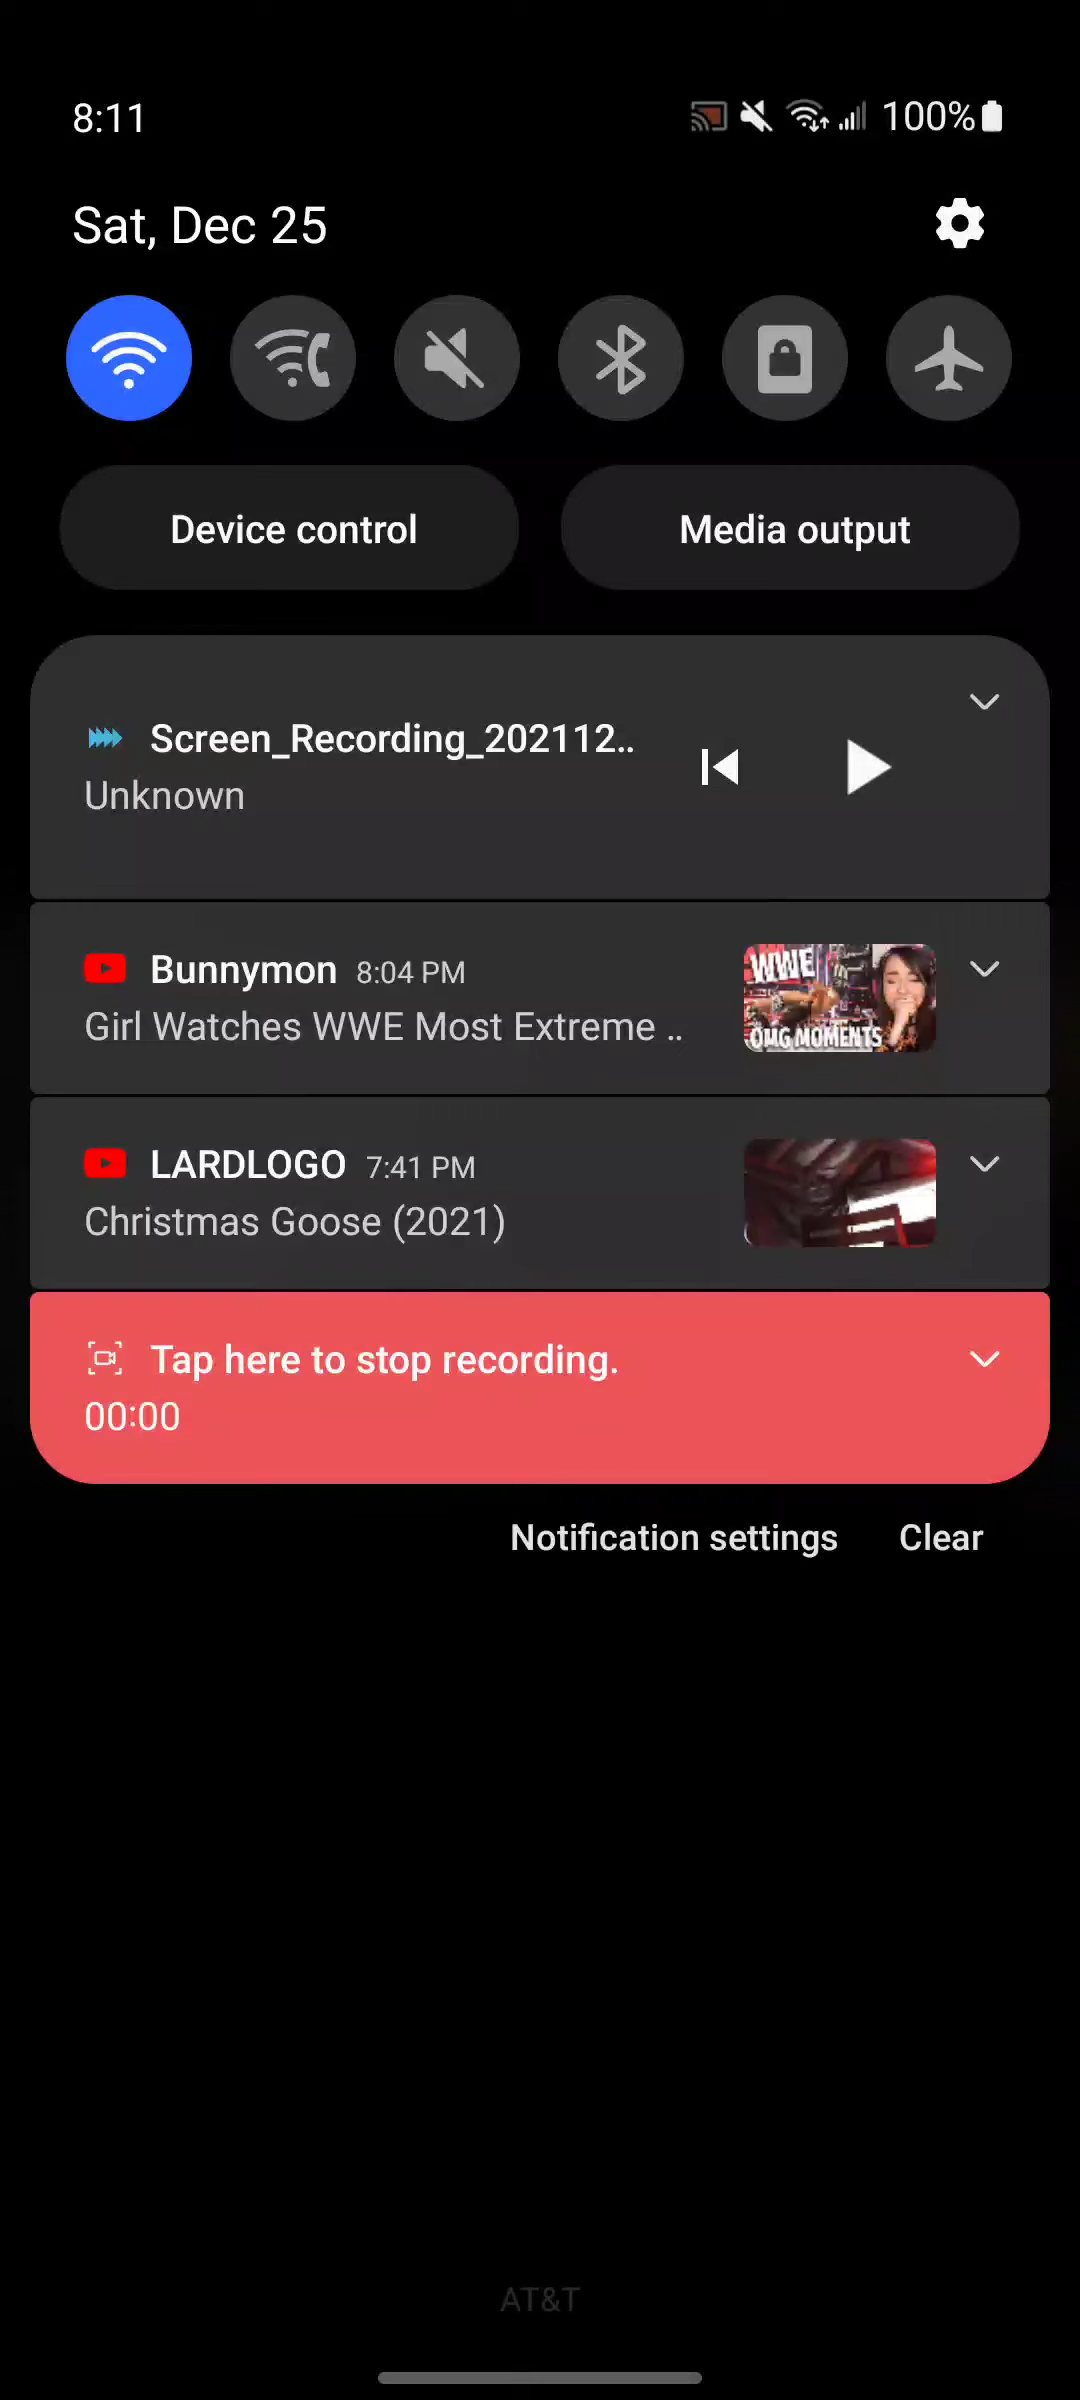 8:11
100%
Sat, Dec 25
Device control
Media output
Screen_Recording_202112..
Unknown
Bunnymon 8:04 PM
Girl Watches WWE Most Extreme ..
WWE
OMG MOMENTS
LARDLOGO 7:41 PM
Christmas Goose (2021)
Tap here to stop recording.
00:00
Notification settings
Clear
AT&T